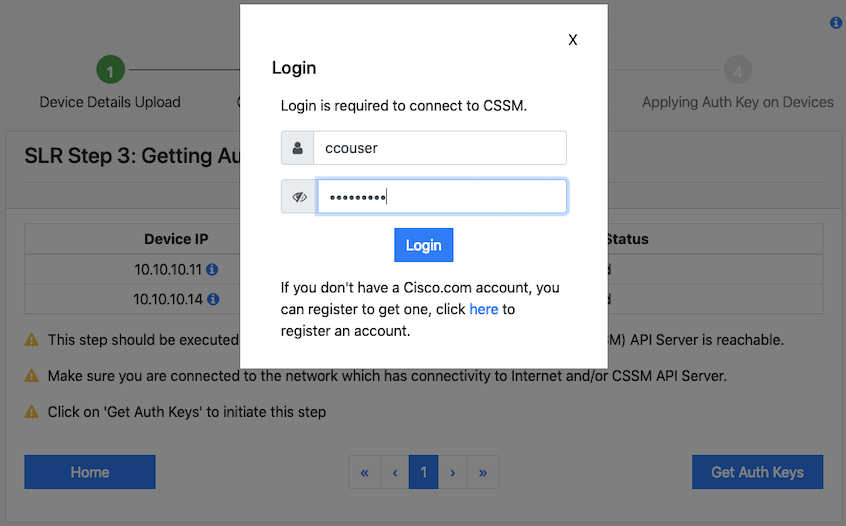 X
Login
Login is required to connect to CSSM.
ccouser
•••••••••
Login
If you don't have a Cisco.com account, you
can register to get one, click here to
register an account.
1
4
Device Details Upload
Applying Auth Key on Devices
SLR Step 3: Getting
Device IP
Status
10.10.10.11
10.10.10.14
This step should be executed API Server is reachable.
Make sure you are connected to the network which has connectivity to Internet and/or CSSM API Server.
Click on 'Get Auth Keys' to initiate this step
Home
« ‹ 1 › »
Get Auth Keys